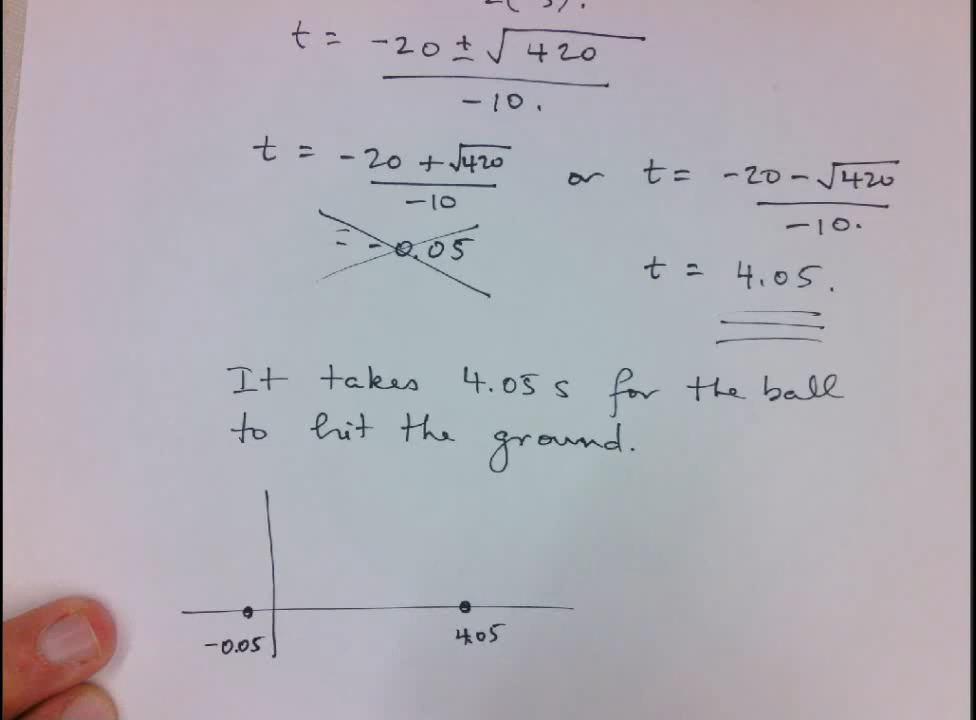 t = -20 ± √420
-10.
t = -20 + √420 or t = -20 - √420
-10 -10.
= -0.05 t = 4.05.
It takes 4.05 s for the ball
to hit the ground.
-0.05 4.05